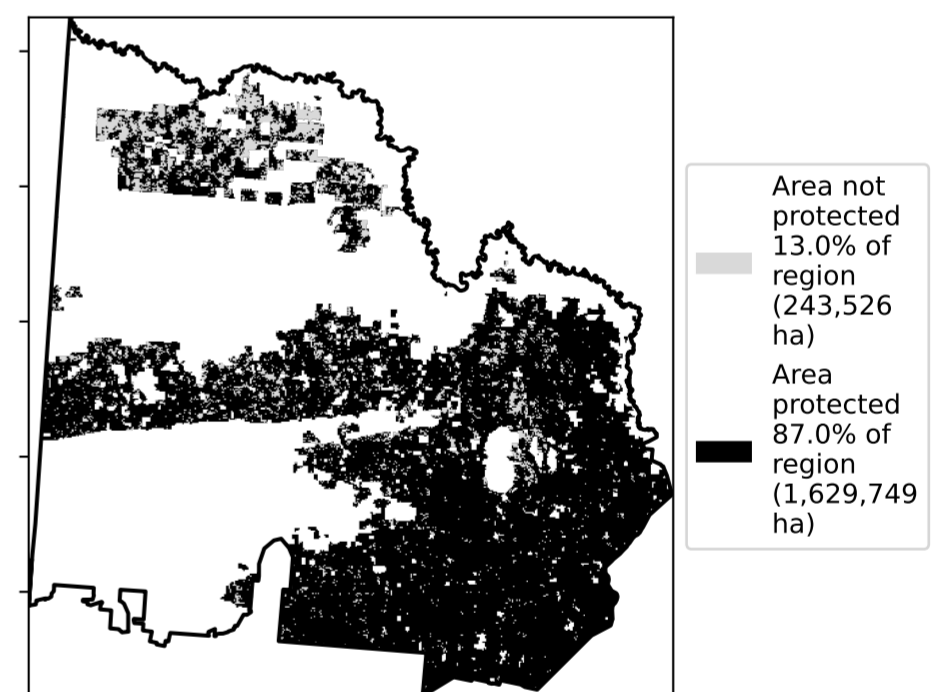 Area not
protected
13.0% of
region
(243,526
ha)
Area
protected
87.0% of
region
(1,629,749
ha)